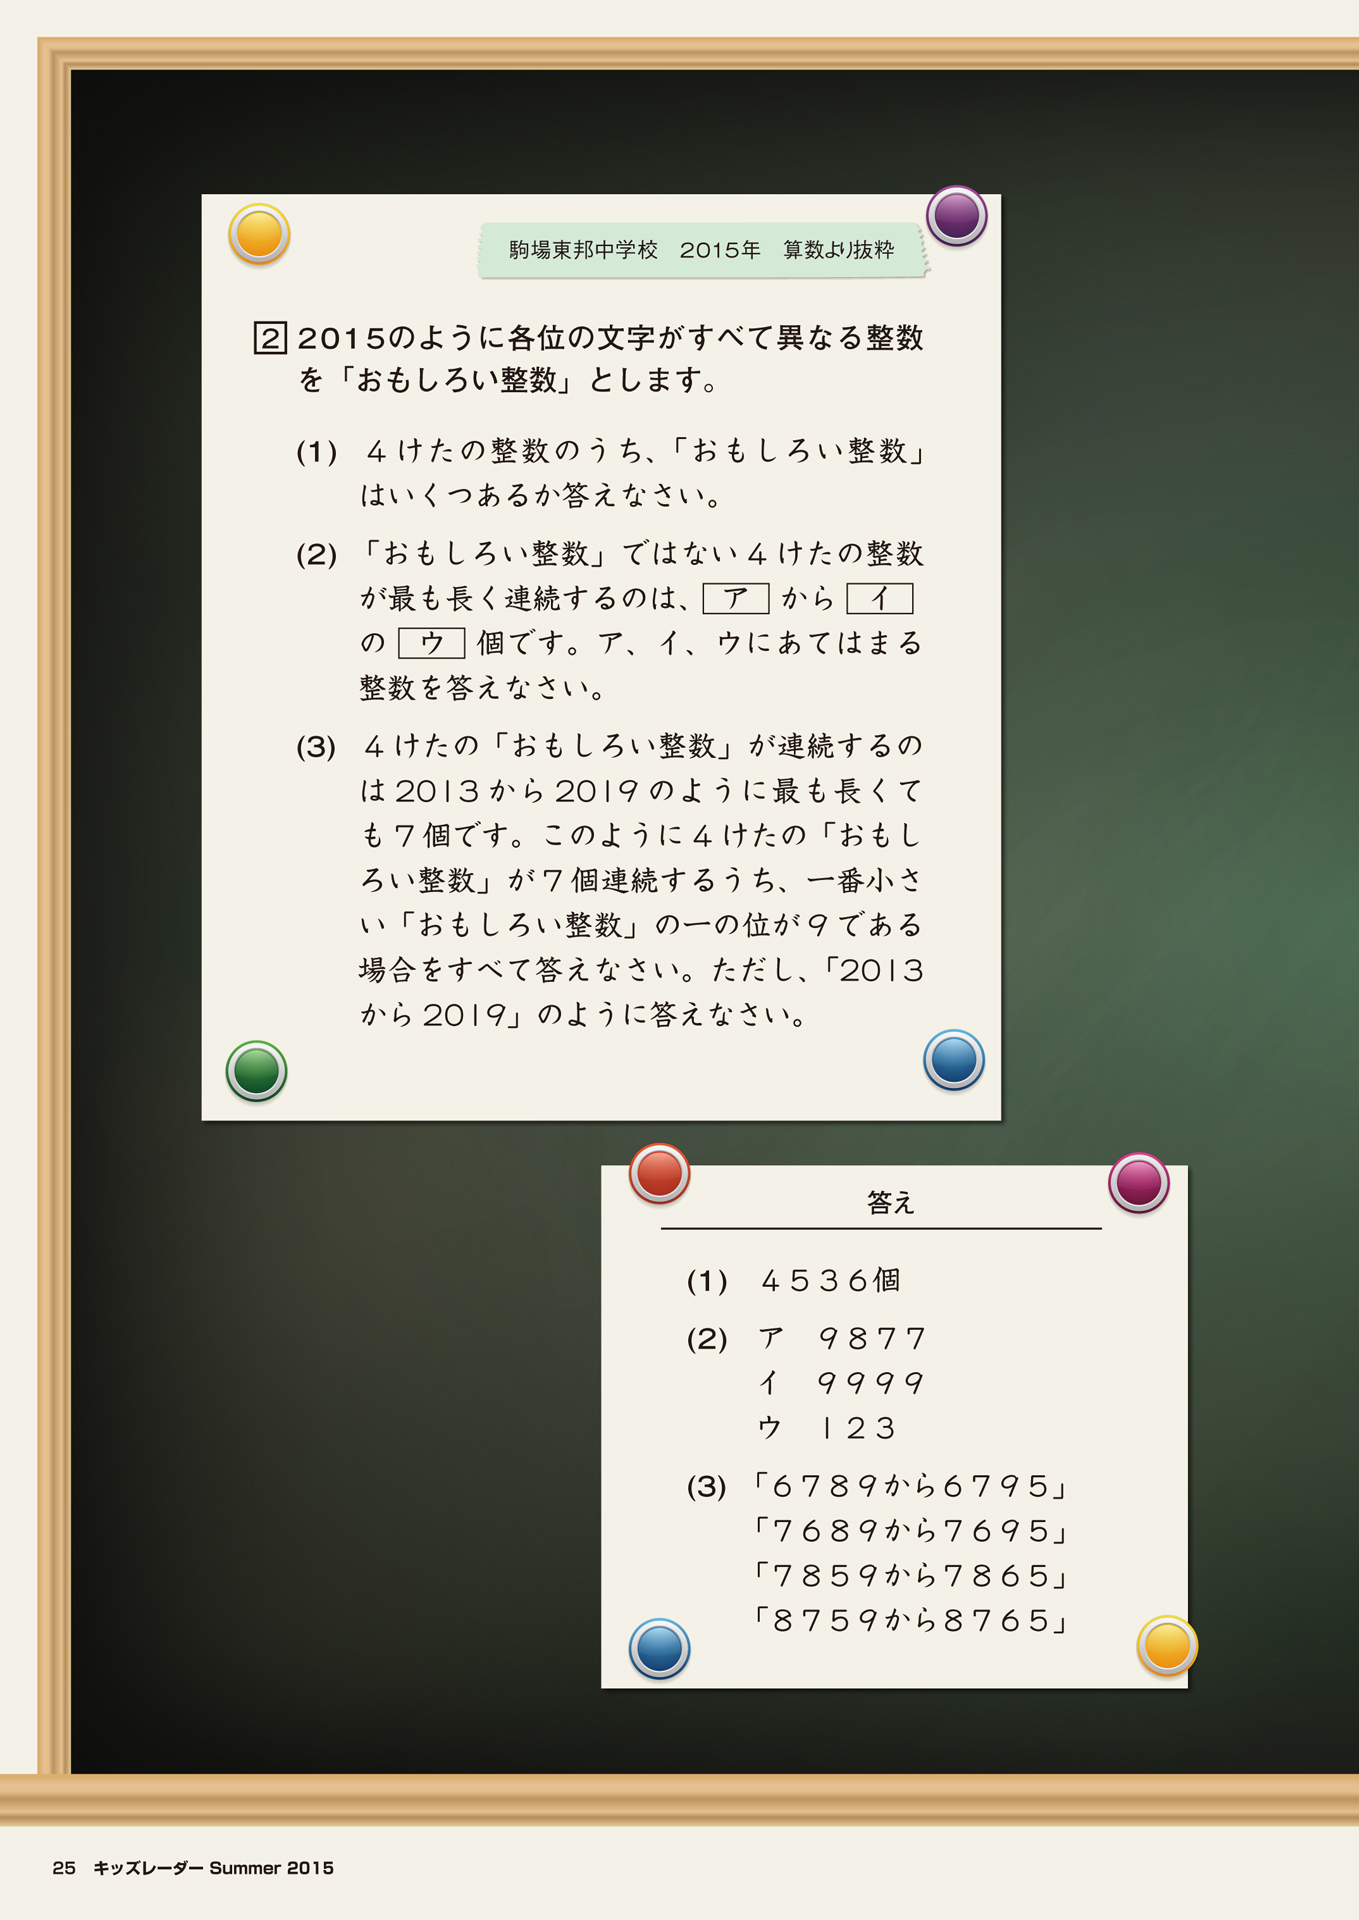 駒場東邦中学校　2015年　算数より抜粋
2 2015のように各位の文字がすべて異なる整数
を「おもしろい整数」とします。
(1)　4けたの整数のうち、「おもしろい整数」
はいくつあるか答えなさい。
(2)　「おもしろい整数」ではない4けたの整数
が最も長く連続するのは、ア から イ
の ウ 個です。ア、イ、ウにあてはまる
整数を答えなさい。
(3)　4けたの「おもしろい整数」が連続するの
は2013から2019のように最も長くて
も7個です。このように4けたの「おもし
ろい整数」が7個連続するうち、一番小さ
い「おもしろい整数」の一の位が9である
場合をすべて答えなさい。ただし、「2013
から2019」のように答えなさい。
答え
(1)　4536個
(2)　ア　9877
イ　9999
ウ　123
(3)　「6789から6795」
「7689から7695」
「7859から7865」
「8759から8765」
25　キッズレーダー Summer 2015